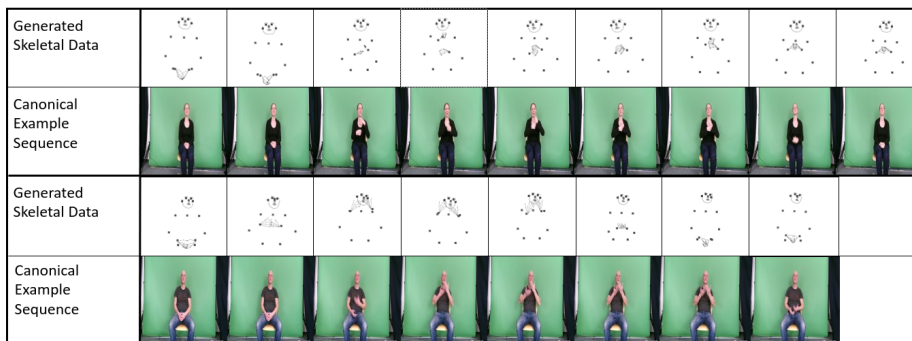 Generated
Skeletal Data
Canonical
Example
Sequence
Generated
Skeletal Data
Canonical
Example
Sequence